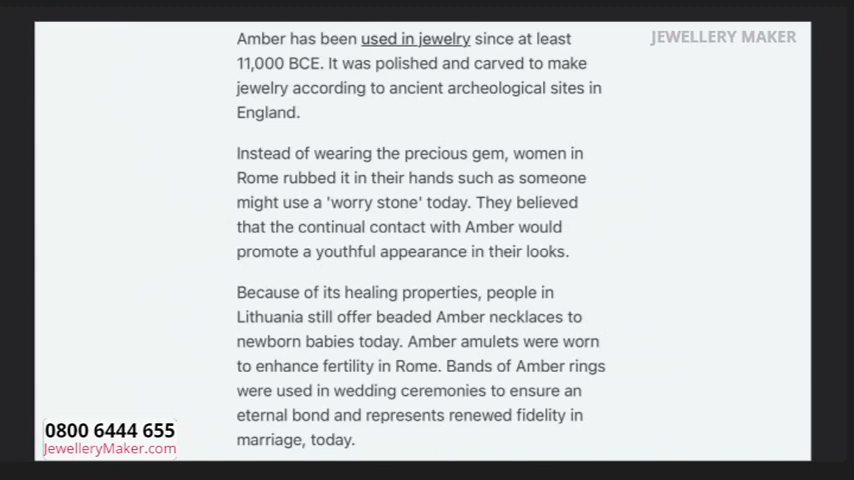 JEWELLERY MAKER
Amber has been used in jewelry since at least
11,000 BCE. It was polished and carved to make
jewelry according to ancient archeological sites in
England.
Instead of wearing the precious gem, women in
Rome rubbed it in their hands such as someone
might use a 'worry stone' today. They believed
that the continual contact with Amber would
promote a youthful appearance in their looks.
Because of its healing properties, people in
Lithuania still offer beaded Amber necklaces to
newborn babies today. Amber amulets were worn
to enhance fertility in Rome. Bands of Amber rings
were used in wedding ceremonies to ensure an
eternal bond and represents renewed fidelity in
marriage, today.
0800 6444 655
JewelleryMaker.com